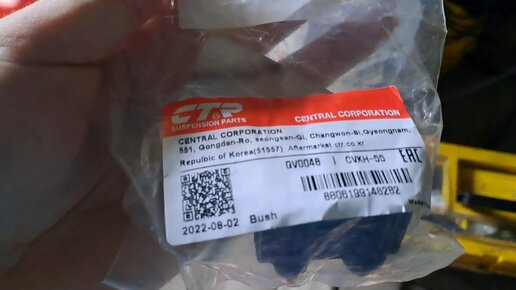 CTR®
SUSPENSION PARTS
CENTRAL CORPORATION
CENTRAL CORPORATION
851, Gongdan-Ro, seongsan-Gi, Changwon-Si,Gyeongnam,
Republic of Korea(51557) Aftermarket ctr.co.kr
GV0048 | CVKH-55 EAC
8806199148282
2022-08-02 Bush